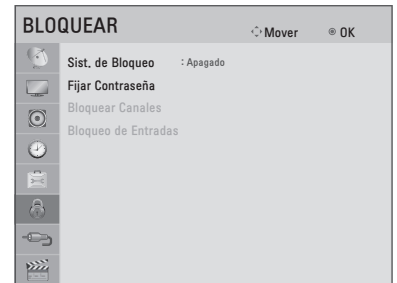 BLOQUEAR
Mover
OK
Sist. de Bloqueo : Apagado
Fijar Contraseña
Bloquear Canales
Bloqueo de Entradas